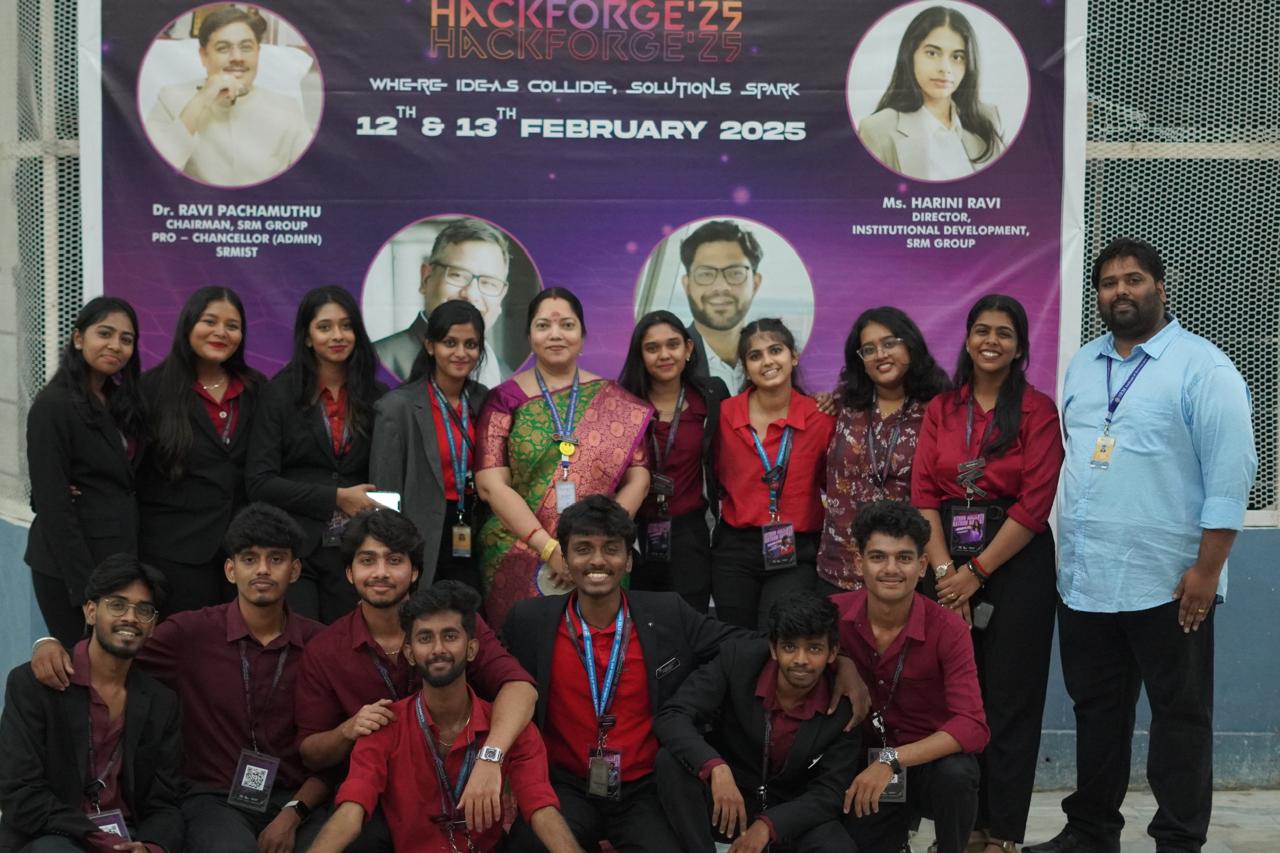 HACKFORGE'25
HACKFORGE'25
WHERE IDEAS COLLIDE, SOLUTIONS SPARK
12TH & 13TH FEBRUARY 2025
Dr. RAVI PACHAMUTHU
CHAIRMAN, SRM GROUP
PRO – CHANCELLOR (ADMIN)
SRMIST
Ms. HARINI RAVI
DIRECTOR,
INSTITUTIONAL DEVELOPMENT,
SRM GROUP